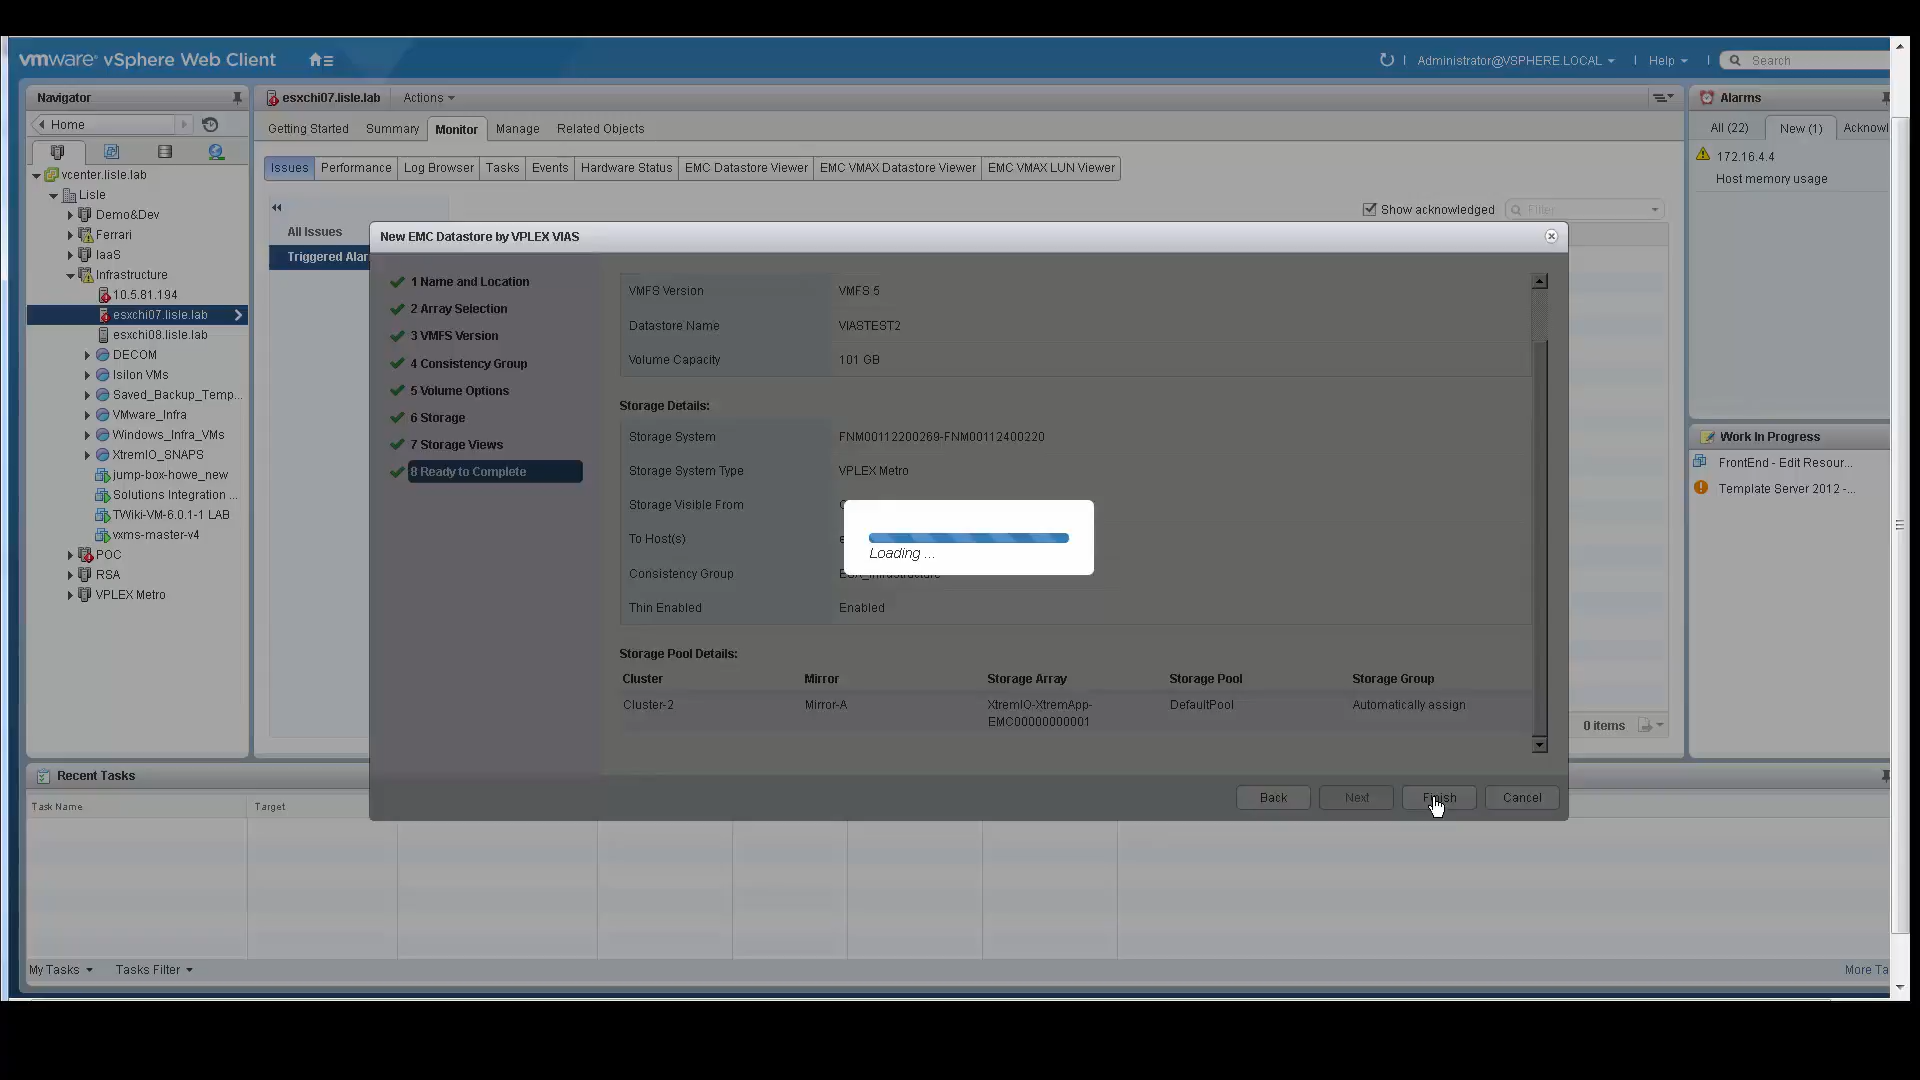 vmware® vSphere Web Client
Administrator@VSPHERE.LOCAL
Help
Search
Navigator
Home
vcenter.lisle.lab
Lisle
Demo&Dev
Ferrari
IaaS
Infrastructure
10.5.81.194
esxchi07.lisle.lab
esxchi08.lisle.lab
DECOM
Isilon VMs
Saved_Backup_Temp...
VMware_Infra
Windows_Infra_VMs
XtremIO_SNAPS
jump-box-howe_new
Solutions Integration ...
TWiki-VM-6.0.1-1 LAB
vxms-master-v4
POC
RSA
VPLEX Metro
esxchi07.lisle.lab Actions
Getting Started Summary Monitor Manage Related Objects
Issues Performance Log Browser Tasks Events Hardware Status EMC Datastore Viewer EMC VMAX Datastore Viewer EMC VMAX LUN Viewer
Show acknowledged Filter
All Issues
Triggered Alar
New EMC Datastore by VPLEX VIAS
1 Name and Location
2 Array Selection
3 VMFS Version
4 Consistency Group
5 Volume Options
6 Storage
7 Storage Views
8 Ready to Complete
VMFS Version VMFS 5
Datastore Name VIASTEST2
Volume Capacity 101 GB
Storage Details:
Storage System FNM00112200269-FNM00112400220
Storage System Type VPLEX Metro
Storage Visible From
To Host(s)
Consistency Group
Thin Enabled Enabled
Loading ...
Storage Pool Details:
Cluster Mirror Storage Array Storage Pool Storage Group
Cluster-2 Mirror-A XtremIO-XtremApp-EMC00000000001 DefaultPool Automatically assign
0 items
Back Next Finish Cancel
Alarms
All (22) New (1) Acknowl
172.16.4.4
Host memory usage
Work In Progress
FrontEnd - Edit Resour...
Template Server 2012 -...
Recent Tasks
Task Name Target
My Tasks Tasks Filter
More Ta